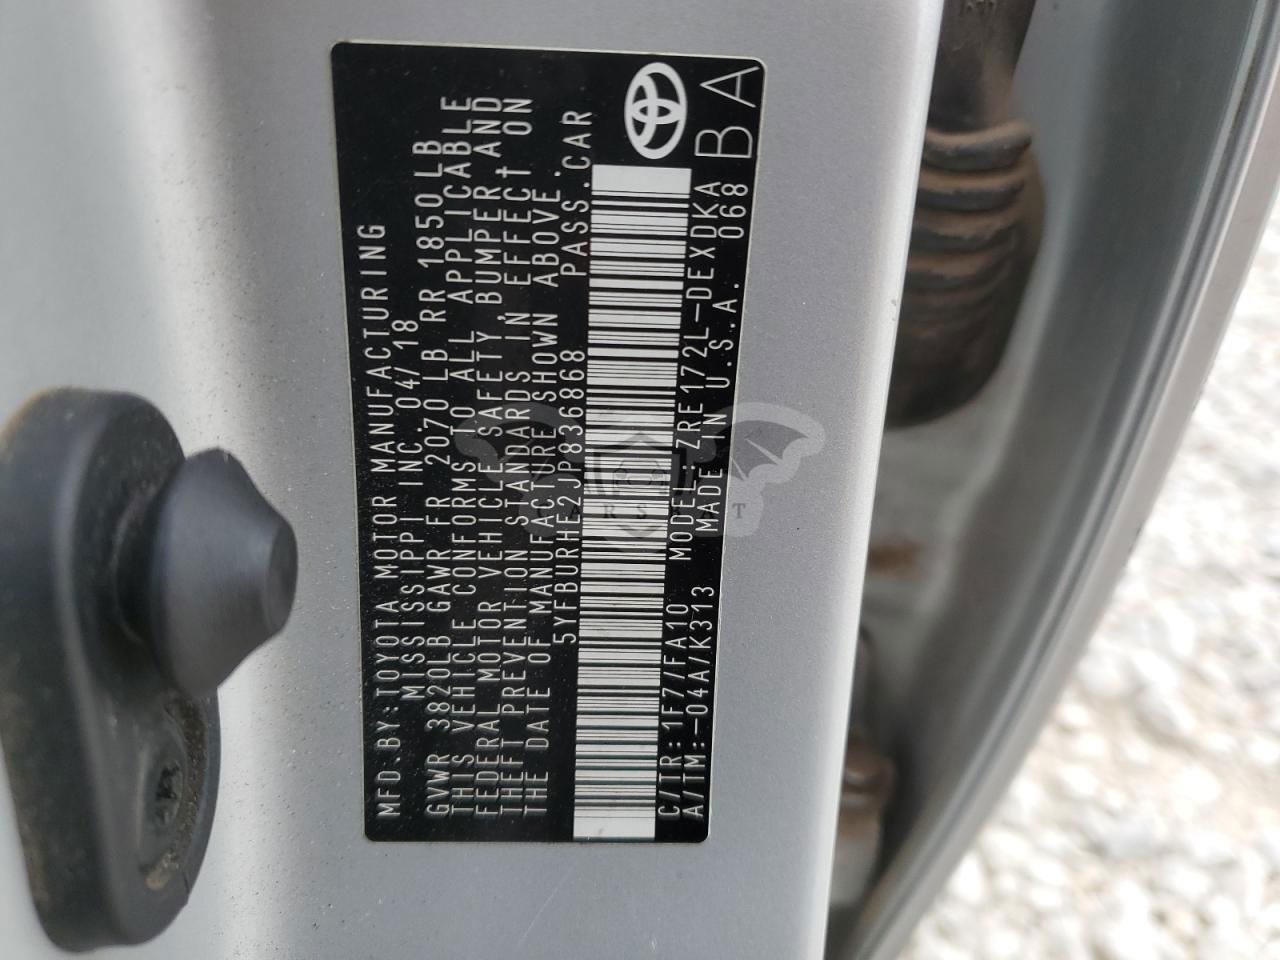 MFD.BY:TOYOTA MOTOR MANUFACTURING
MISSISSIPPI INC.04/18
GVWR 3820LB GAWR FR 2070 LB RR 1850 LB
THIS VEHICLE CONFORMS TO ALL APPLICABLE
FEDERAL MOTOR VEHICLE SAFETY,BUMPER,AND
THEFT PREVENTION STANDARDS IN EFFECT ON
THE DATE OF MANUFACTURE SHOWN ABOVE.
5YFBURHE2JP836868 PASS.CAR
C/TR:1F7/FA10 MODEL:ZRE172L-DEXDKA
A/TM:-04A/K313 MADE IN U.S.A. 068
BA
CARSBAT